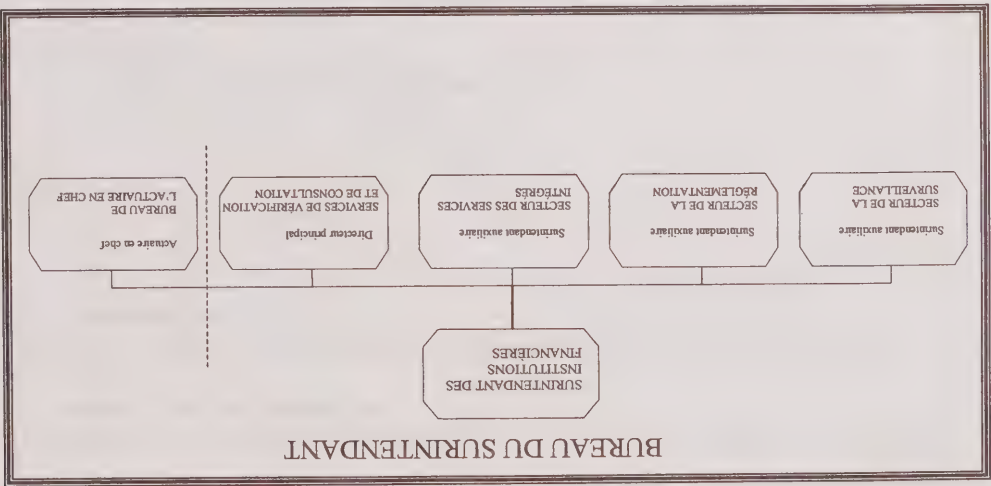 BUREAU DU SURINTENDANT
SURINTENDANT DES
INSTITUTIONS
FINANCIÈRES
Surintendant auxiliaire
SECTEUR DE LA
SURVEILLANCE
Surintendant auxiliaire
SECTEUR DE LA
RÉGLEMENTATION
Surintendant auxiliaire
SECTEUR DES SERVICES
INTÉGRÉS
Directeur principal
SERVICES DE VÉRIFICATION
ET DE CONSULTATION
Actuaire en chef
BUREAU DE
L'ACTUAIRE EN CHEF